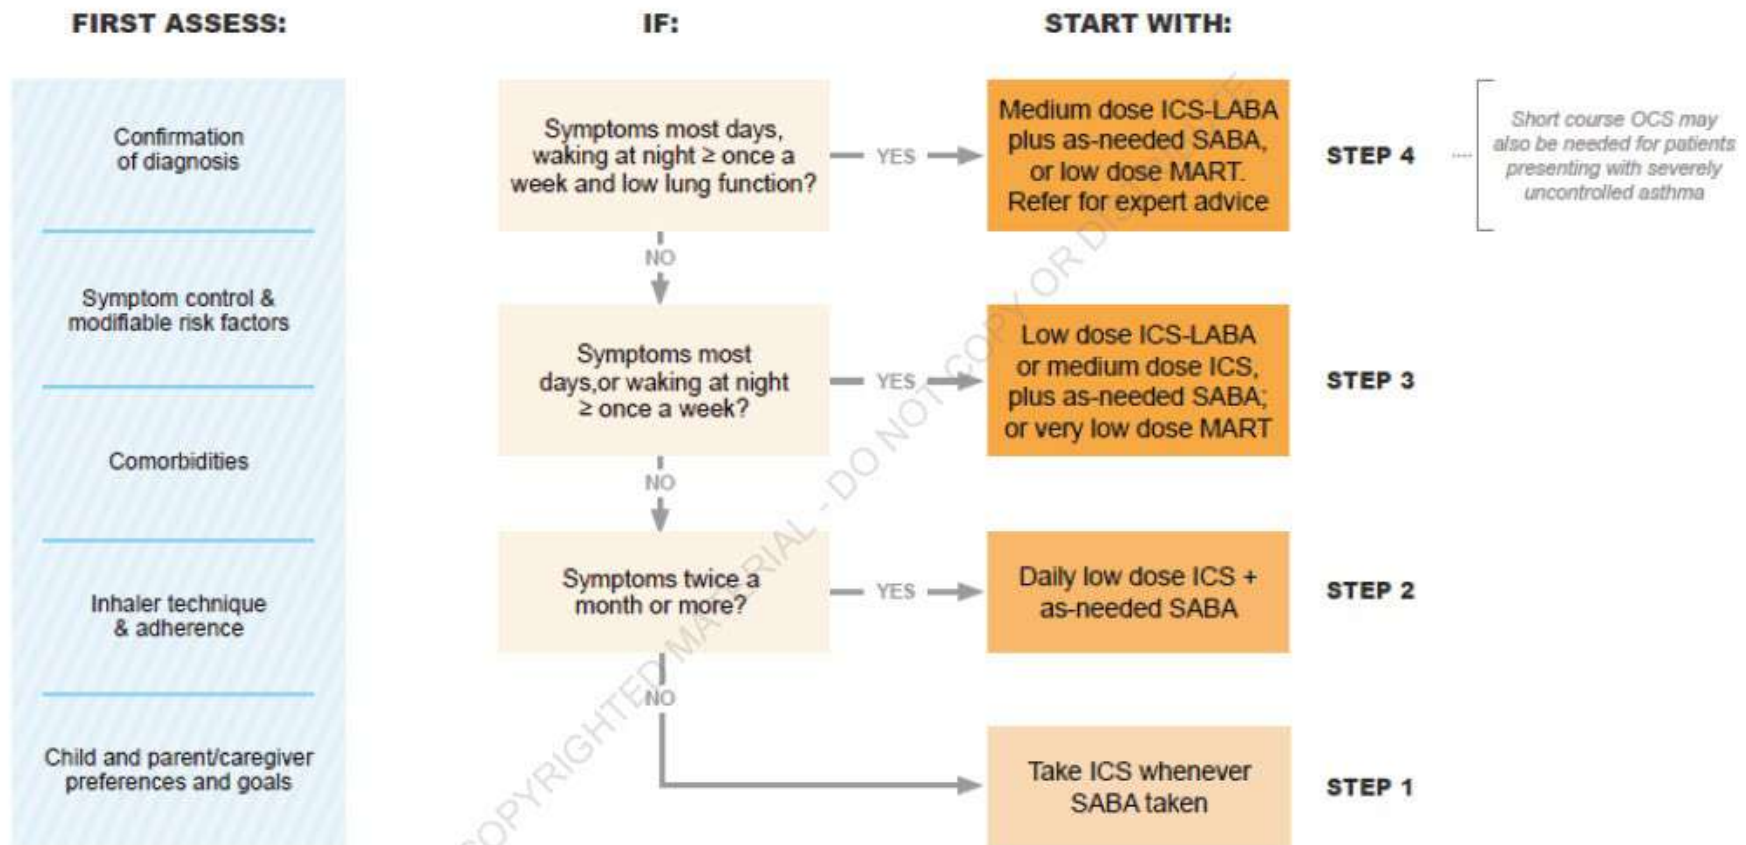 FIRST ASSESS:
IF:
START WITH:
Confirmation
of diagnosis
Symptom control &
modifiable risk factors
Comorbidities
Inhaler technique
& adherence
Child and parent/caregiver
preferences and goals
Symptoms most days,
waking at night ≥ once a
week and low lung function?
YES
Medium dose ICS-LABA
plus as-needed SABA,
or low dose MART.
Refer for expert advice
STEP 4
Short course OCS may
also be needed for patients
presenting with severely
uncontrolled asthma
NO
Symptoms most
days,or waking at night
≥ once a week?
YES
Low dose ICS-LABA
or medium dose ICS,
plus as-needed SABA;
or very low dose MART
STEP 3
NO
Symptoms twice a
month or more?
YES
Daily low dose ICS +
as-needed SABA
STEP 2
NO
Take ICS whenever
SABA taken
STEP 1
COPYRIGHTED MATERIAL - DO NOT COPY OR